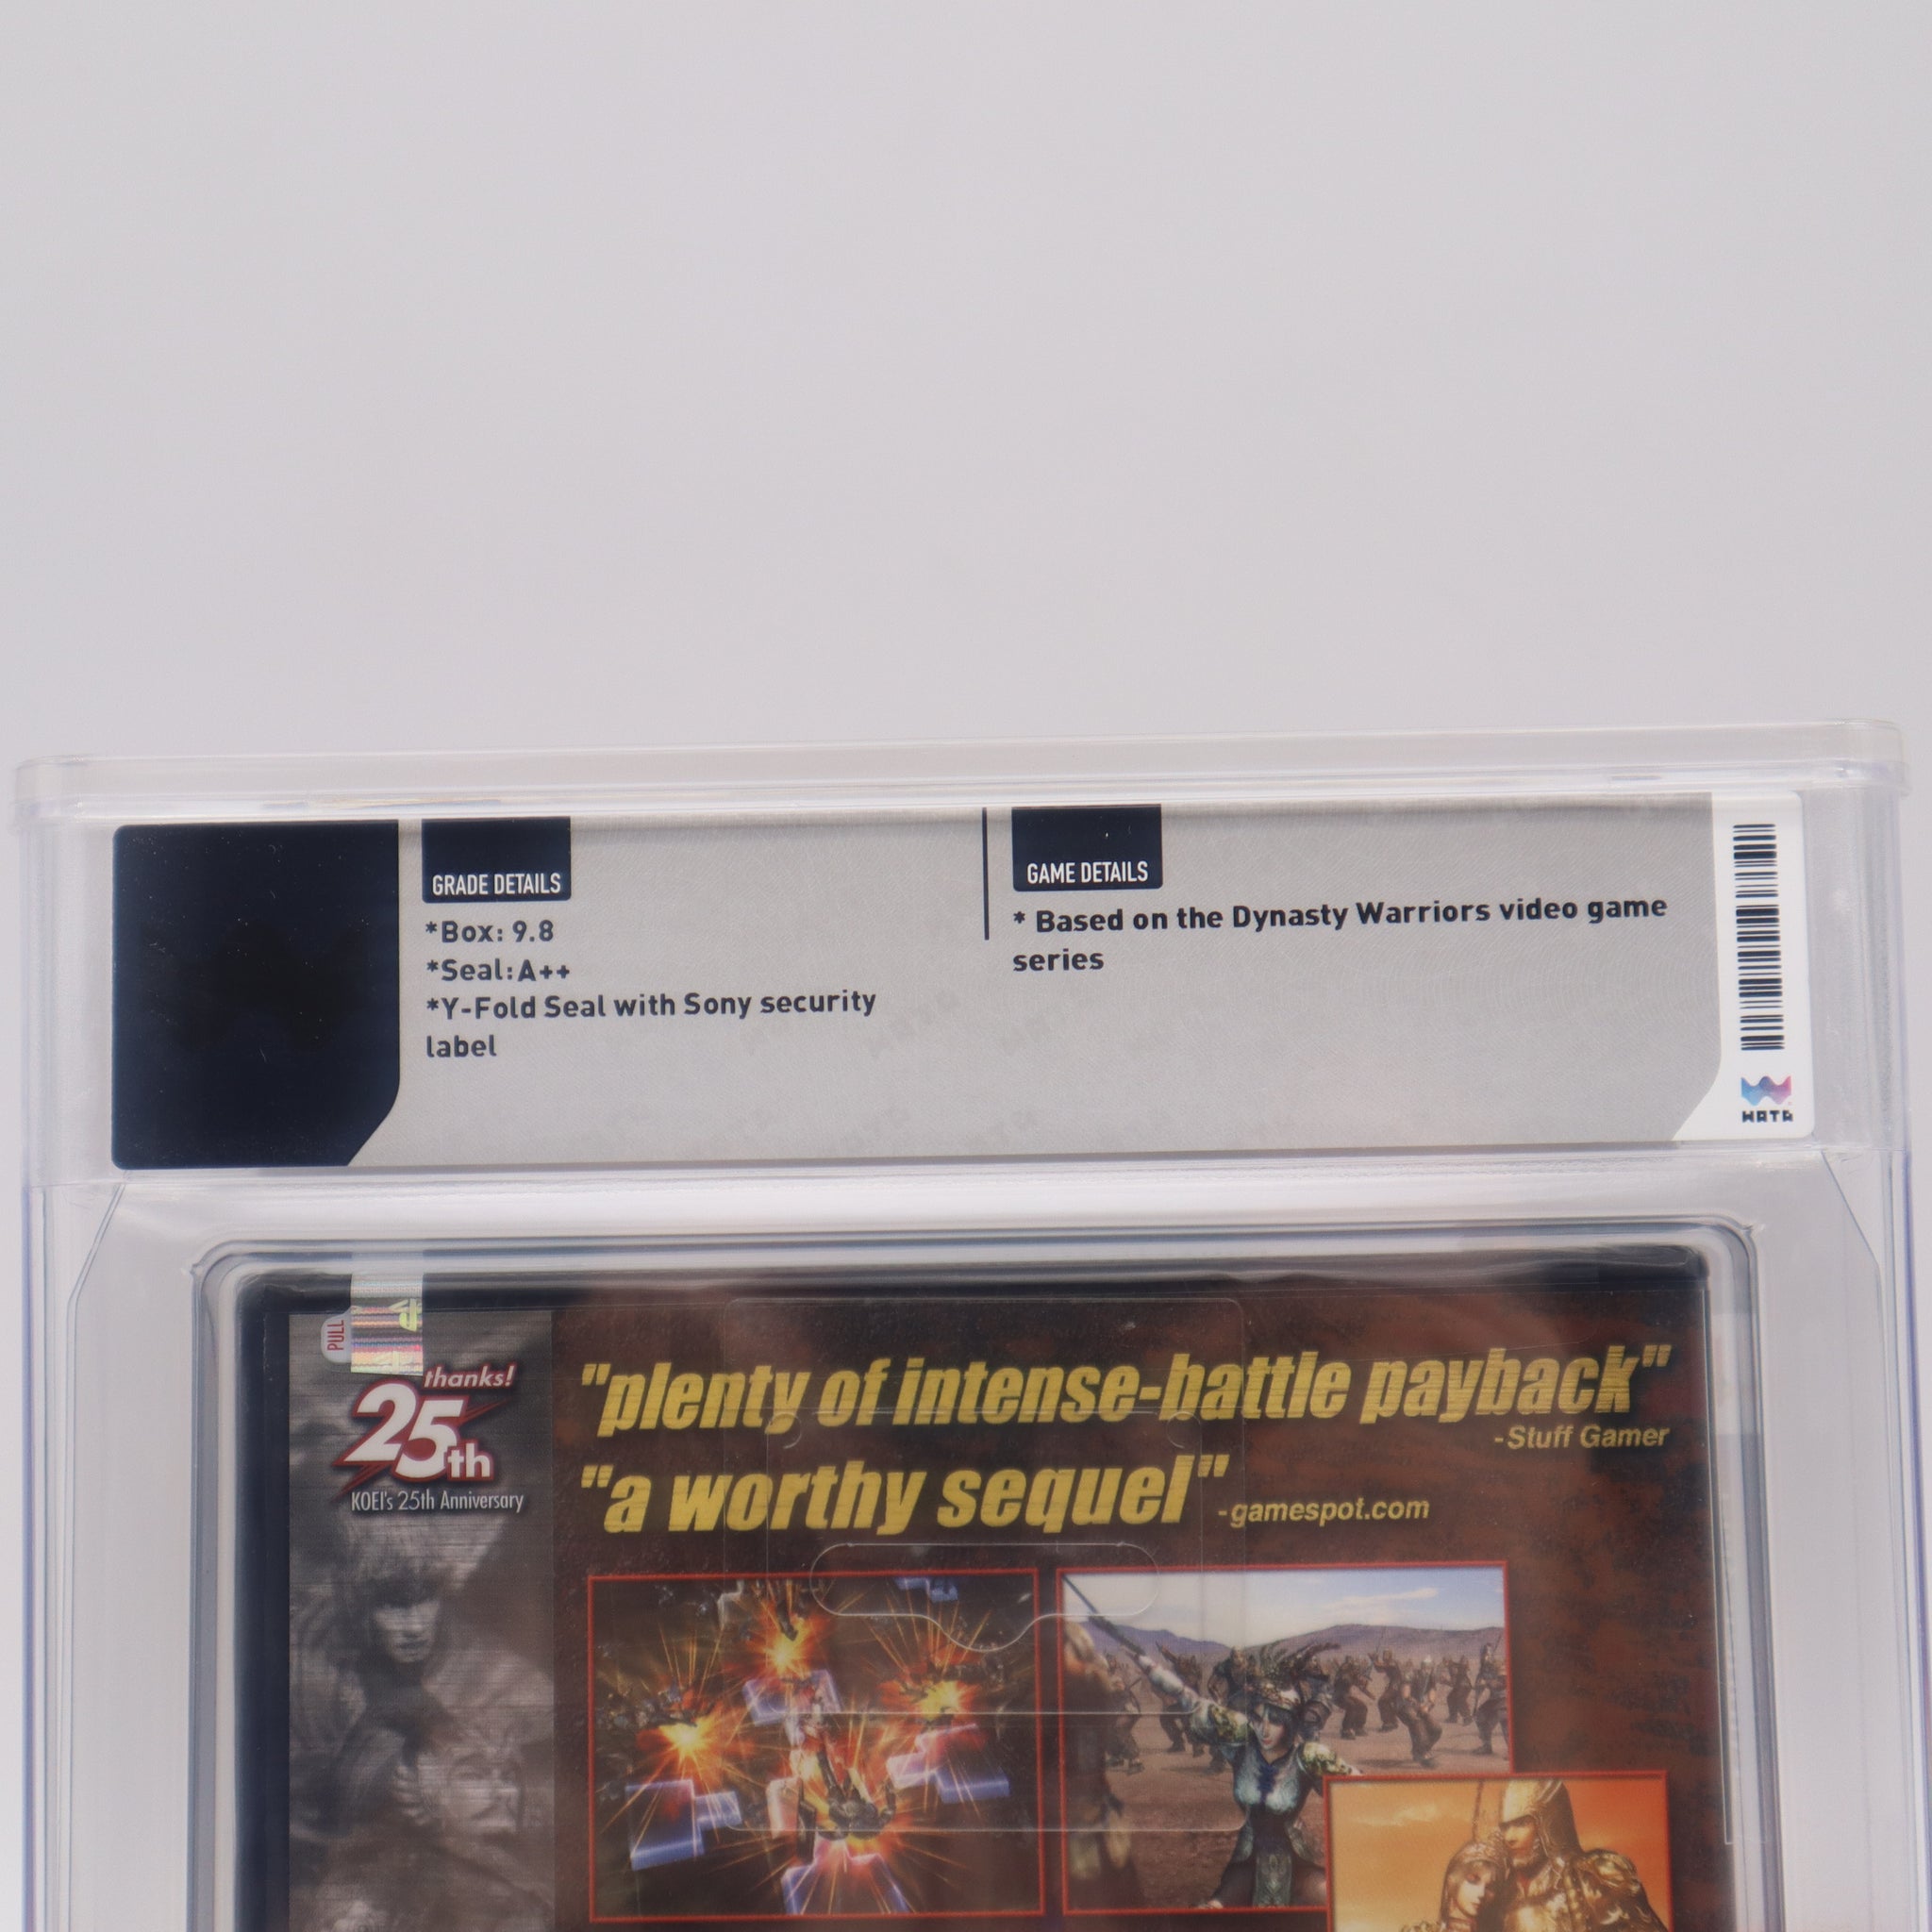 GRADE DETAILS
*Box: 9.8
*Seal: A++
*Y-Fold Seal with Sony security
label
GAME DETAILS
* Based on the Dynasty Warriors video game
series
WATA
PULL
thanks!
25th
KOEI's 25th Anniversary
"plenty of intense-battle payback"
-Stuff Gamer
"a worthy sequel" -gamespot.com